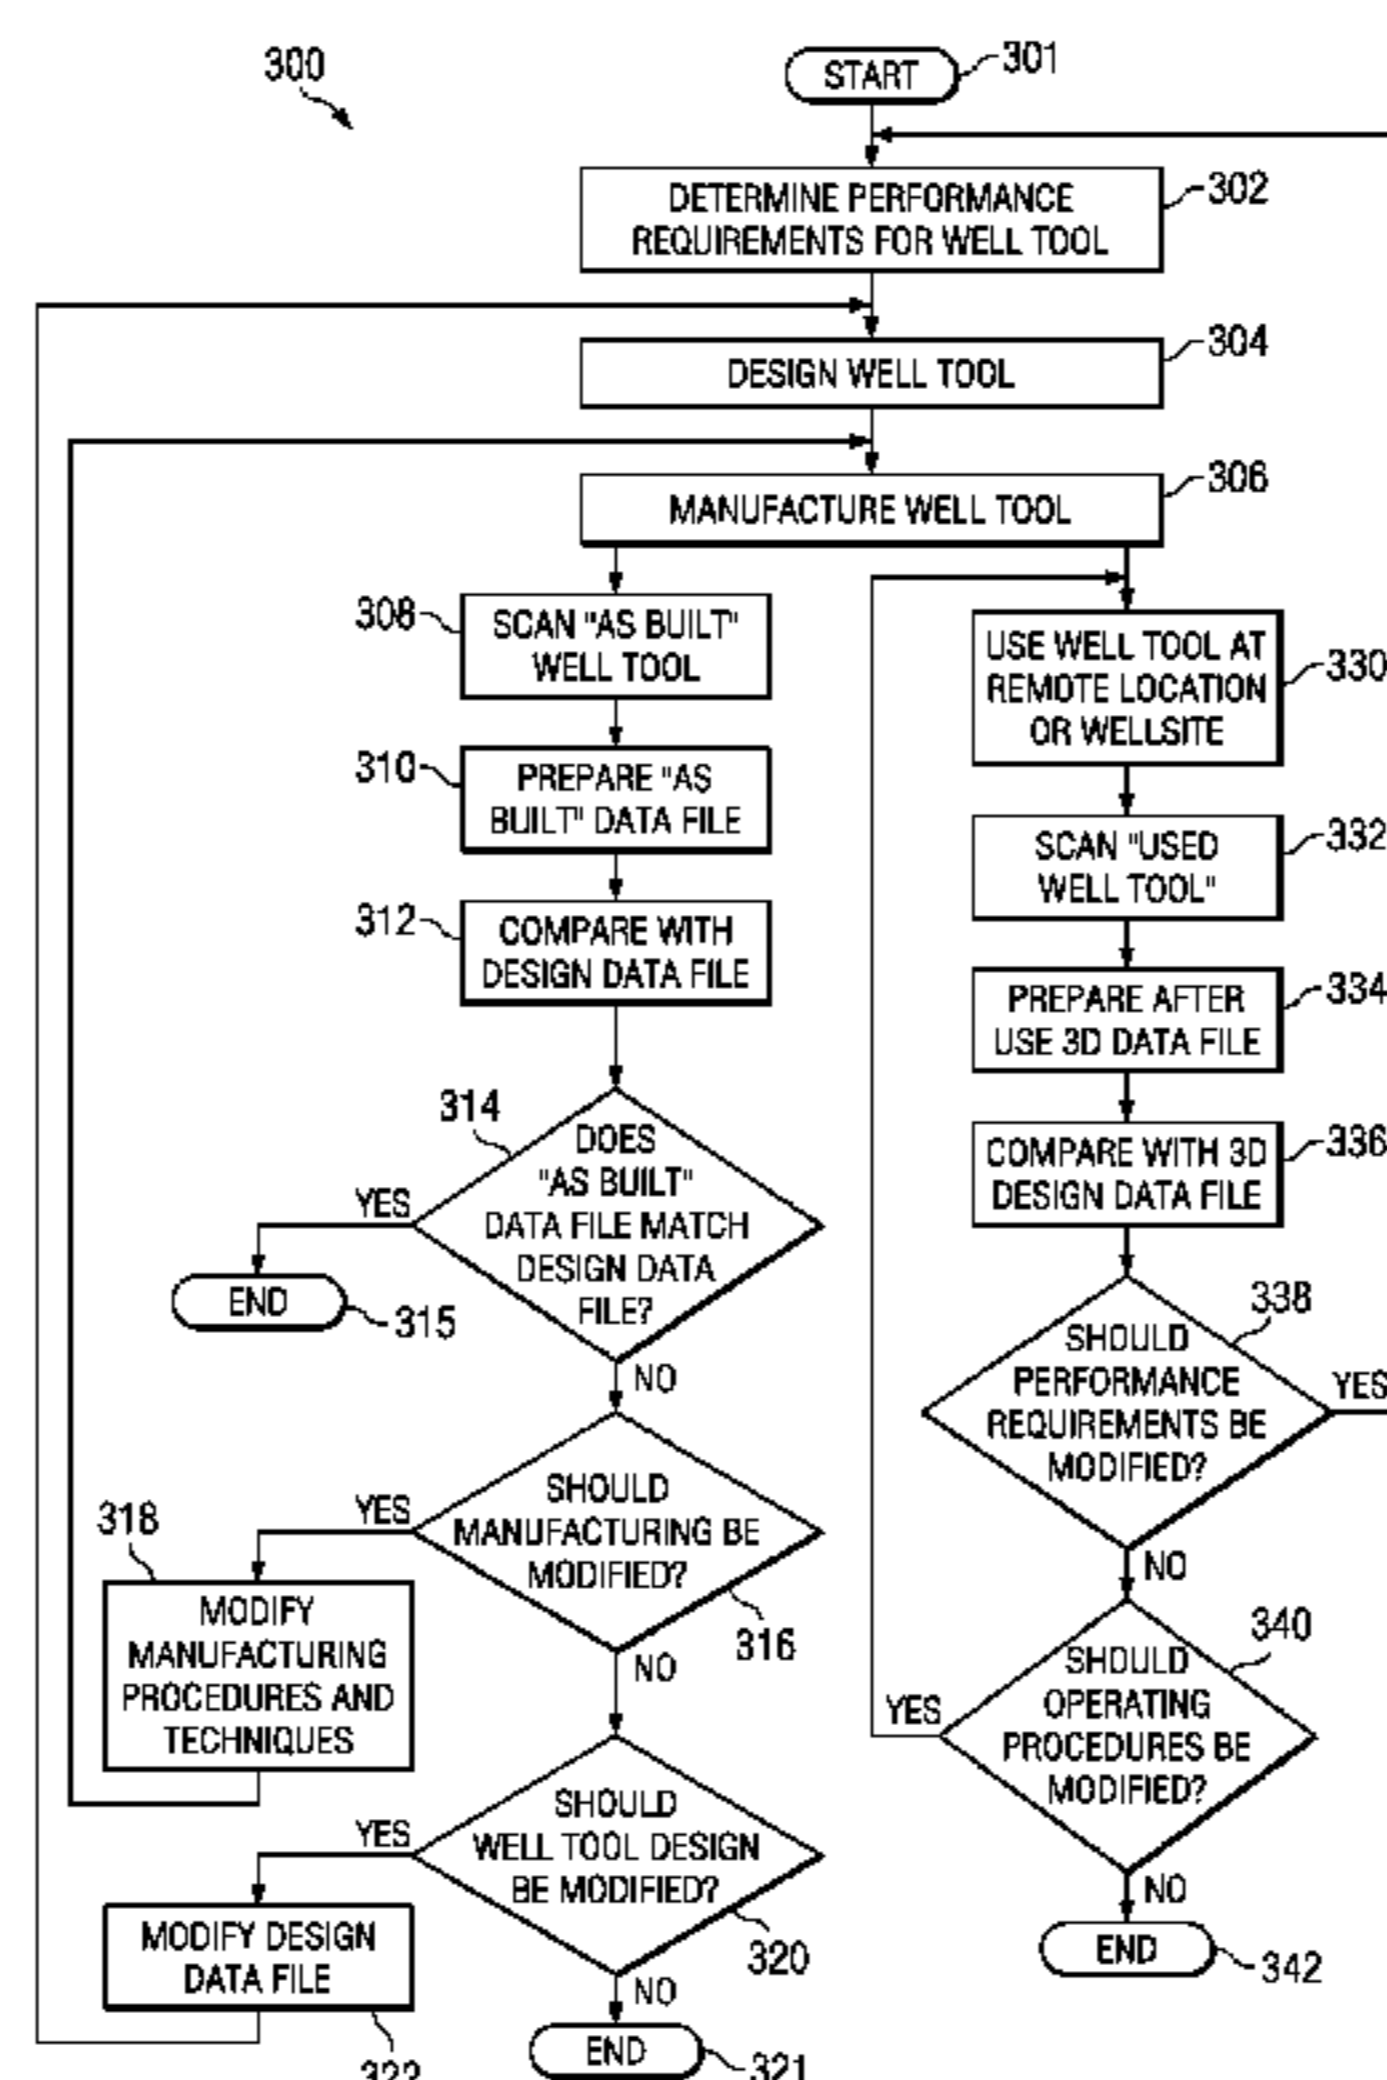 300
START
301
DETERMINE PERFORMANCE
REQUIREMENTS FOR WELL TOOL
302
DESIGN WELL TOOL
304
MANUFACTURE WELL TOOL
306
308
SCAN "AS BUILT"
WELL TOOL
310
PREPARE "AS
BUILT" DATA FILE
312
COMPARE WITH
DESIGN DATA FILE
314
DOES
"AS BUILT"
DATA FILE MATCH
DESIGN DATA
FILE?
YES
END
315
NO
SHOULD
MANUFACTURING BE
MODIFIED?
316
YES
318
MODIFY
MANUFACTURING
PROCEDURES AND
TECHNIQUES
NO
SHOULD
WELL TOOL DESIGN
BE MODIFIED?
320
YES
MODIFY DESIGN
DATA FILE
322
NO
END
321
USE WELL TOOL AT
REMOTE LOCATION
OR WELLSITE
330
SCAN "USED
WELL TOOL"
332
PREPARE AFTER
USE 3D DATA FILE
334
COMPARE WITH 3D
DESIGN DATA FILE
336
338
SHOULD
PERFORMANCE
REQUIREMENTS BE
MODIFIED?
YES
NO
340
SHOULD
OPERATING
PROCEDURES BE
MODIFIED?
YES
NO
END
342